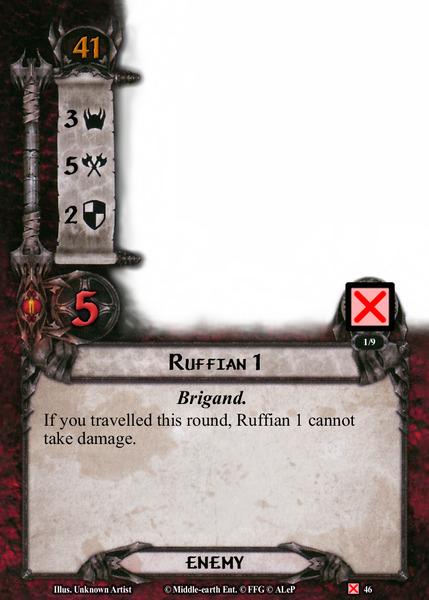 41
3
5
2
5
1/9
Ruffian 1
Brigand.
If you travelled this round, Ruffian 1 cannot
take damage.
ENEMY
Illus. Unknown Artist © Middle-earth Ent. © FFG © ALeP 46